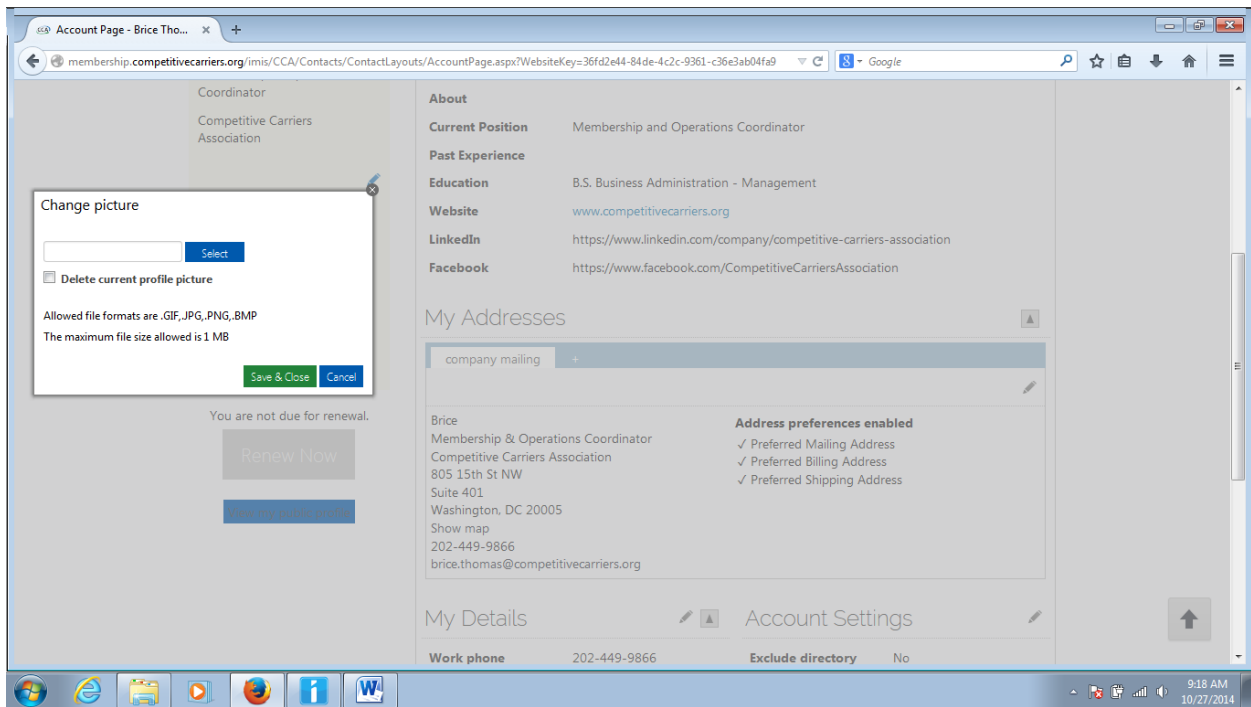 Account Page - Brice Tho...
membership.competitivecarriers.org/imis/CCA/Contacts/ContactLayouts/AccountPage.aspx?WebsiteKey=36fd2e44-84de-4c2c-9361-c36e3ab04fa9
Google
Coordinator
Competitive Carriers
Association
Change picture
Select
Delete current profile picture
Allowed file formats are .GIF,.JPG,.PNG,.BMP
The maximum file size allowed is 1 MB
Save & Close Cancel
You are not due for renewal.
Renew Now
View my public profile
About
Current Position Membership and Operations Coordinator
Past Experience
Education B.S. Business Administration - Management
Website www.competitivecarriers.org
LinkedIn https://www.linkedin.com/company/competitive-carriers-association
Facebook https://www.facebook.com/CompetitiveCarriersAssociation
My Addresses
company mailing +
Brice
Membership & Operations Coordinator
Competitive Carriers Association
805 15th St NW
Suite 401
Washington, DC 20005
Show map
202-449-9866
brice.thomas@competitivecarriers.org
Address preferences enabled
✓ Preferred Mailing Address
✓ Preferred Billing Address
✓ Preferred Shipping Address
My Details
Work phone 202-449-9866
Account Settings
Exclude directory No
9:18 AM
10/27/2014